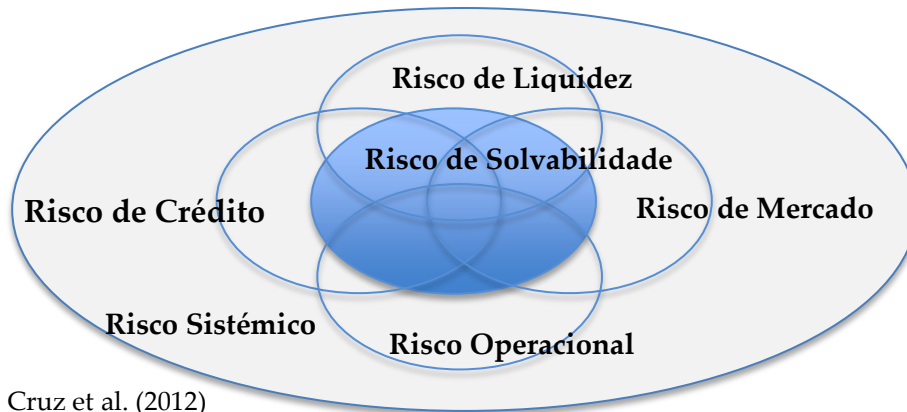 Risco de Liquidez
Risco de Solvabilidade
Risco de Crédito
Risco de Mercado
Risco Sistémico
Risco Operacional
Cruz et al. (2012)